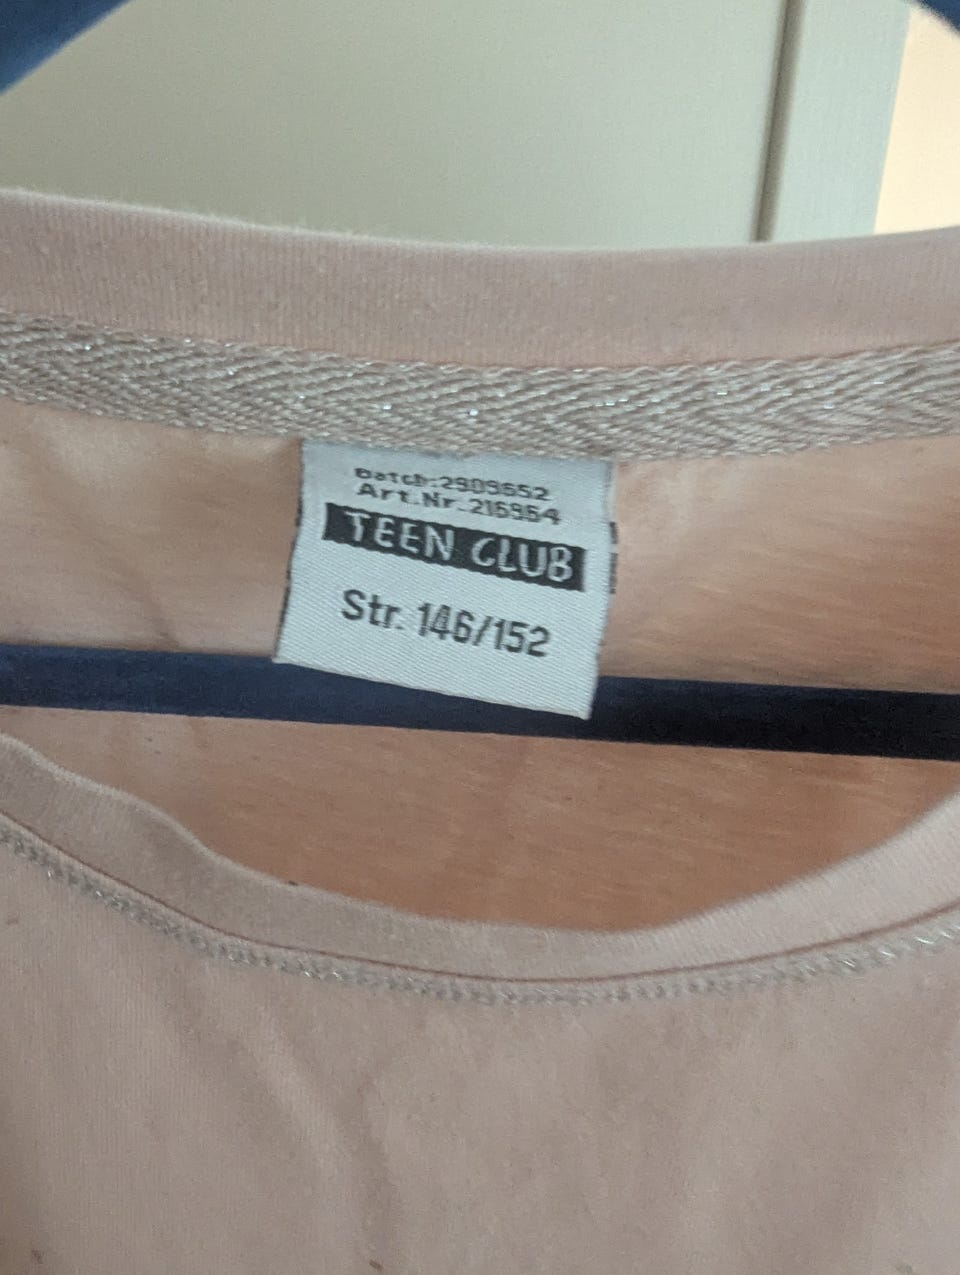 Batch:2909652
Art.Nr.216954
TEEN CLUB
Str. 146/152